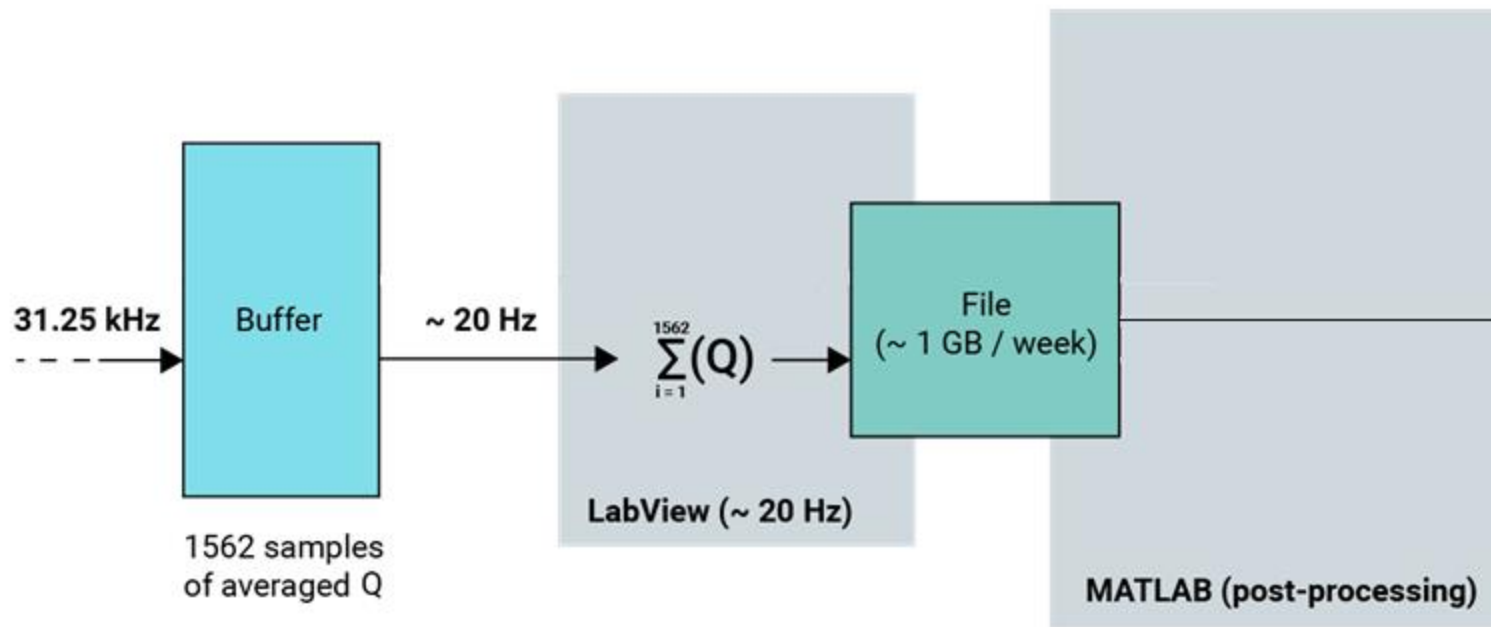 31.25 kHz
Buffer
~ 20 Hz
1562
Σ(Q)
i = 1
File
(~ 1 GB / week)
LabView (~ 20 Hz)
1562 samples
of averaged Q
MATLAB (post-processing)